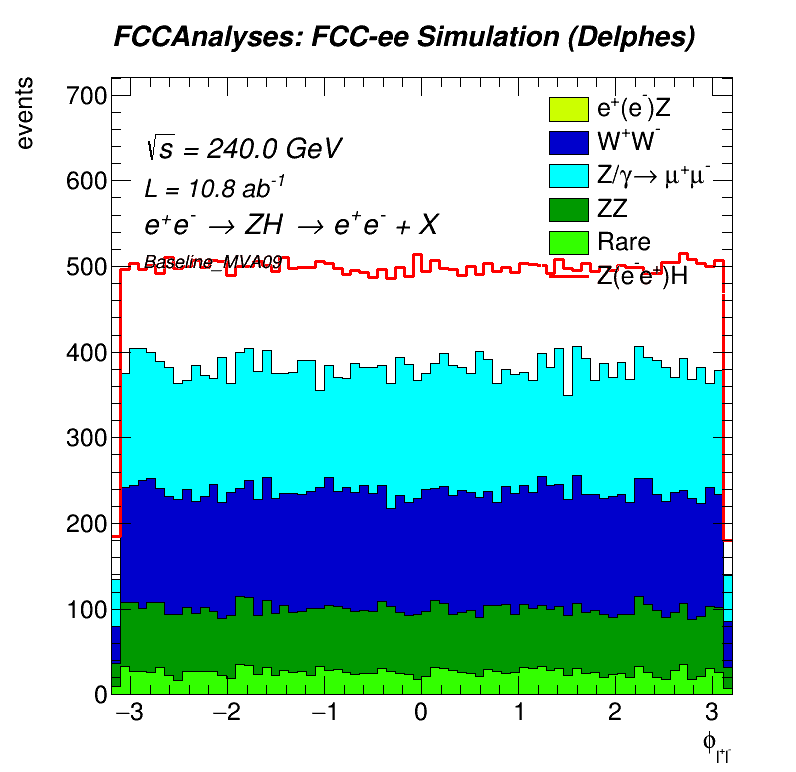 FCCAnalyses: FCC-ee Simulation (Delphes)
events
√s = 240.0 GeV
L = 10.8 ab⁻¹
e⁺e⁻ → ZH → e⁺e⁻ + X
Baseline_MVA09
e⁺(e⁻)Z
W⁺W⁻
Z/γ→ μ⁺μ⁻
ZZ
Rare
Z(e⁻e⁺)H
700
600
500
400
300
200
100
0
−3 −2 −1 0 1 2 3
ϕ l⁺l⁻